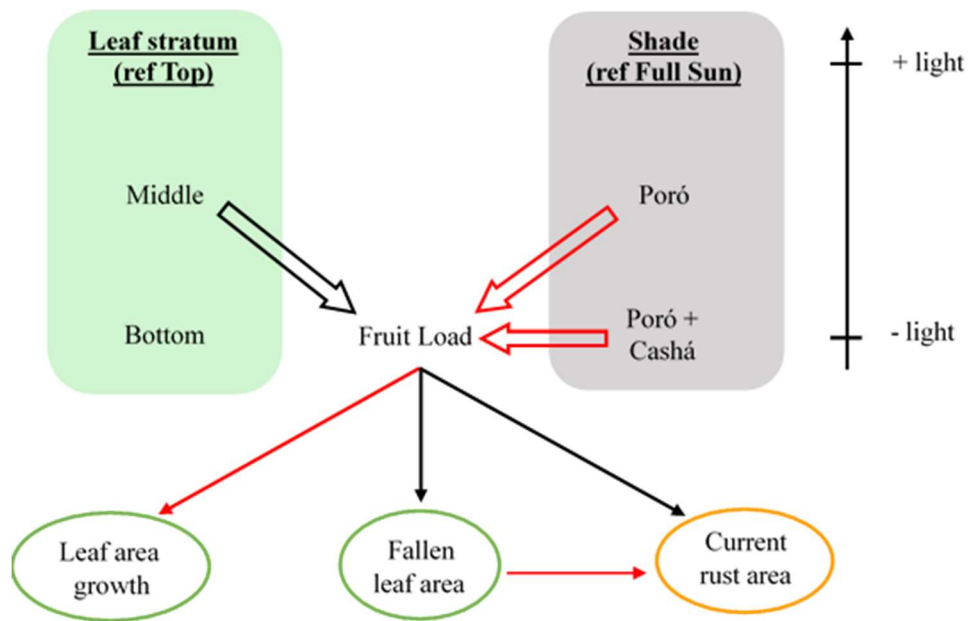 Leaf stratum
(ref Top)
Shade
(ref Full Sun)
+ light
Middle
Poró
Bottom
Fruit Load
Poró +
Cashá
- light
Leaf area
growth
Fallen
leaf area
Current
rust area